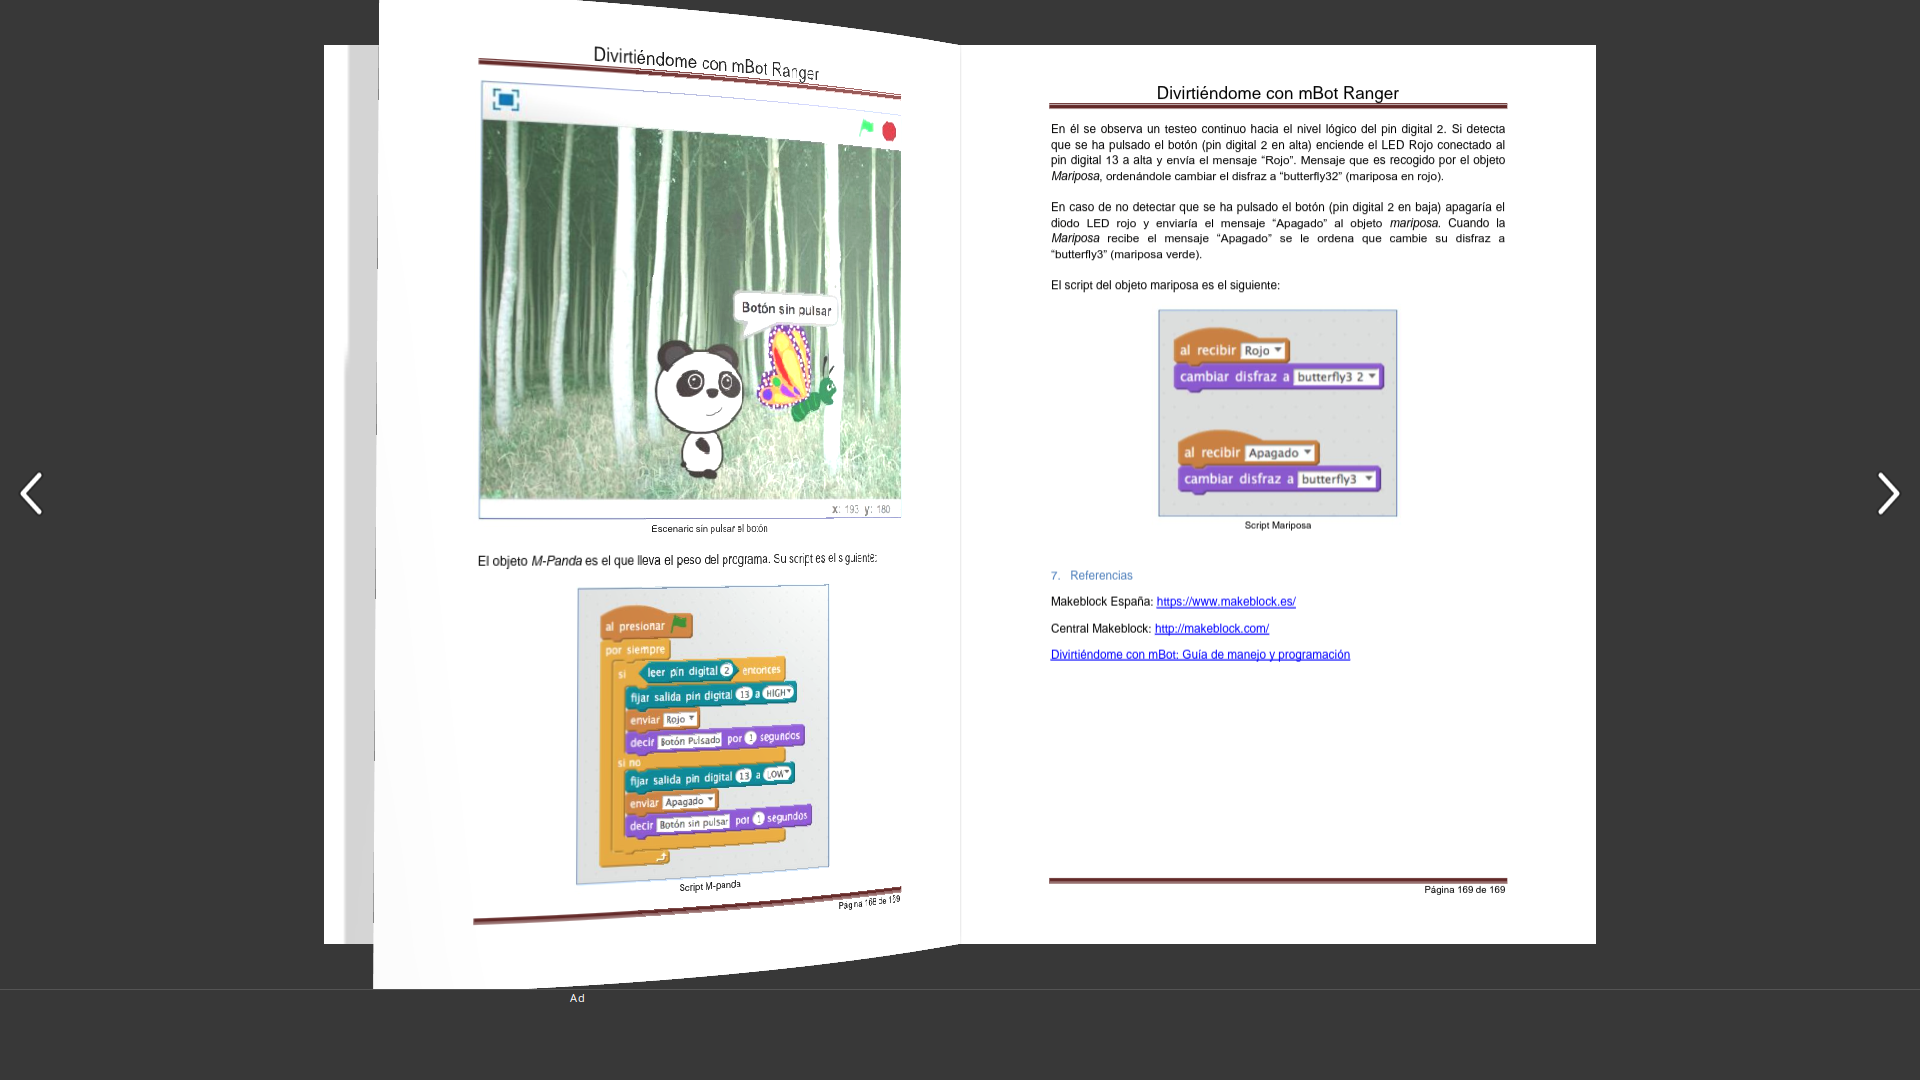 Divirtiéndome con mBot Ranger
Botón sin pulsar
x: 193 y: 180
Escenario sin pulsar el botón
El objeto M-Panda es el que lleva el peso del programa. Su script es el siguiente:
al presionar
por siempre
si leer pin digital 2 entonces
fijar salida pin digital 13 a HIGH
enviar Rojo
decir Botón Pulsado por 1 segundos
si no
fijar salida pin digital 13 a LOW
enviar Apagado
decir Botón sin pulsar por 1 segundos
Script M-panda
Página 168 de 169
Divirtiéndome con mBot Ranger
En él se observa un testeo continuo hacia el nivel lógico del pin digital 2. Si detecta
que se ha pulsado el botón (pin digital 2 en alta) enciende el LED Rojo conectado al
pin digital 13 a alta y envía el mensaje “Rojo”. Mensaje que es recogido por el objeto
Mariposa, ordenándole cambiar el disfraz a “butterfly32” (mariposa en rojo).
En caso de no detectar que se ha pulsado el botón (pin digital 2 en baja) apagaría el
diodo LED rojo y enviaría el mensaje “Apagado” al objeto mariposa. Cuando la
Mariposa recibe el mensaje “Apagado” se le ordena que cambie su disfraz a
“butterfly3” (mariposa verde).
El script del objeto mariposa es el siguiente:
al recibir Rojo
cambiar disfraz a butterfly3 2
al recibir Apagado
cambiar disfraz a butterfly3
Script Mariposa
7. Referencias
Makeblock España: https://www.makeblock.es/
Central Makeblock: http://makeblock.com/
Divirtiéndome con mBot: Guía de manejo y programación
Página 169 de 169
Ad